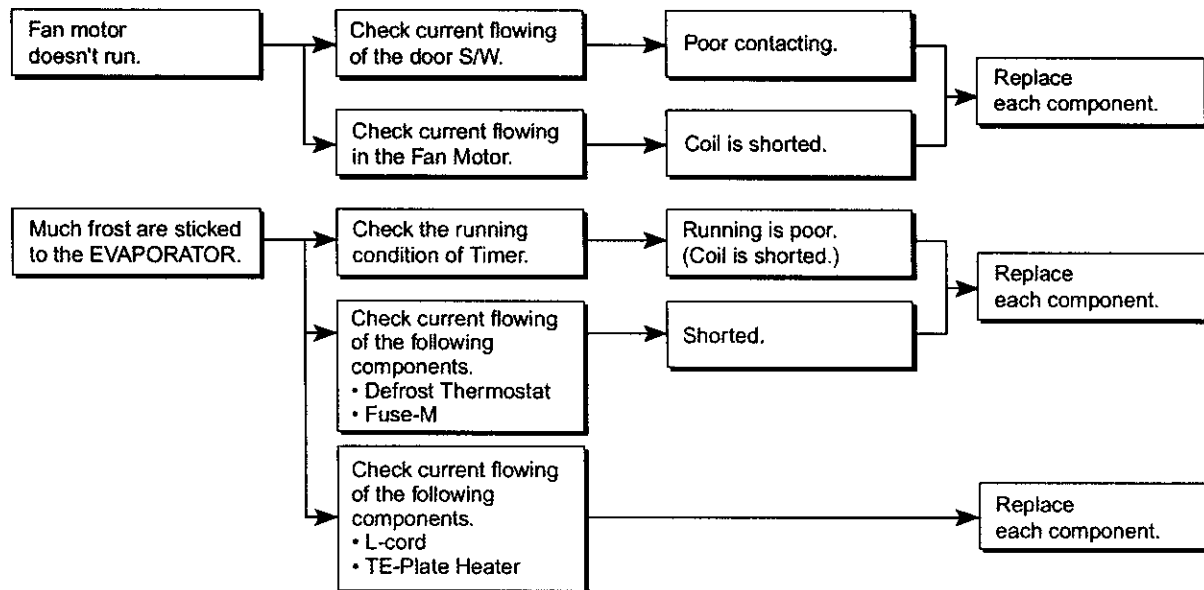 Fan motor
doesn't run.
Check current flowing
of the door S/W.
Poor contacting.
Replace
each component.
Check current flowing
in the Fan Motor.
Coil is shorted.
Much frost are sticked
to the EVAPORATOR.
Check the running
condition of Timer.
Running is poor.
(Coil is shorted.)
Replace
each component.
Check current flowing
of the following
components.
• Defrost Thermostat
• Fuse-M
Shorted.
Check current flowing
of the following
components.
• L-cord
• TE-Plate Heater
Replace
each component.